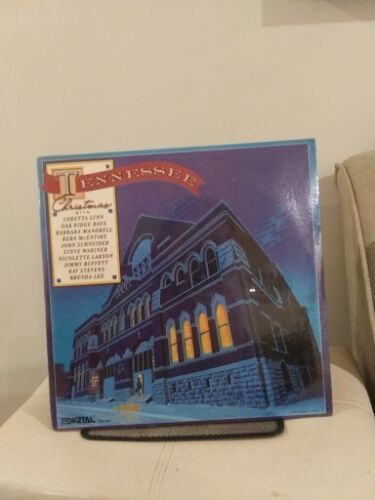 TENNESSEE
Christmas
WITH
LORETTA LYNN
OAK RIDGE BOYS
BARBARA MANDRELL
REBA McENTIRE
JOHN SCHNEIDER
STEVE WARINER
NICOLETTE LARSON
JIMMY BUFFETT
RAY STEVENS
BRENDA LEE
DIGITAL